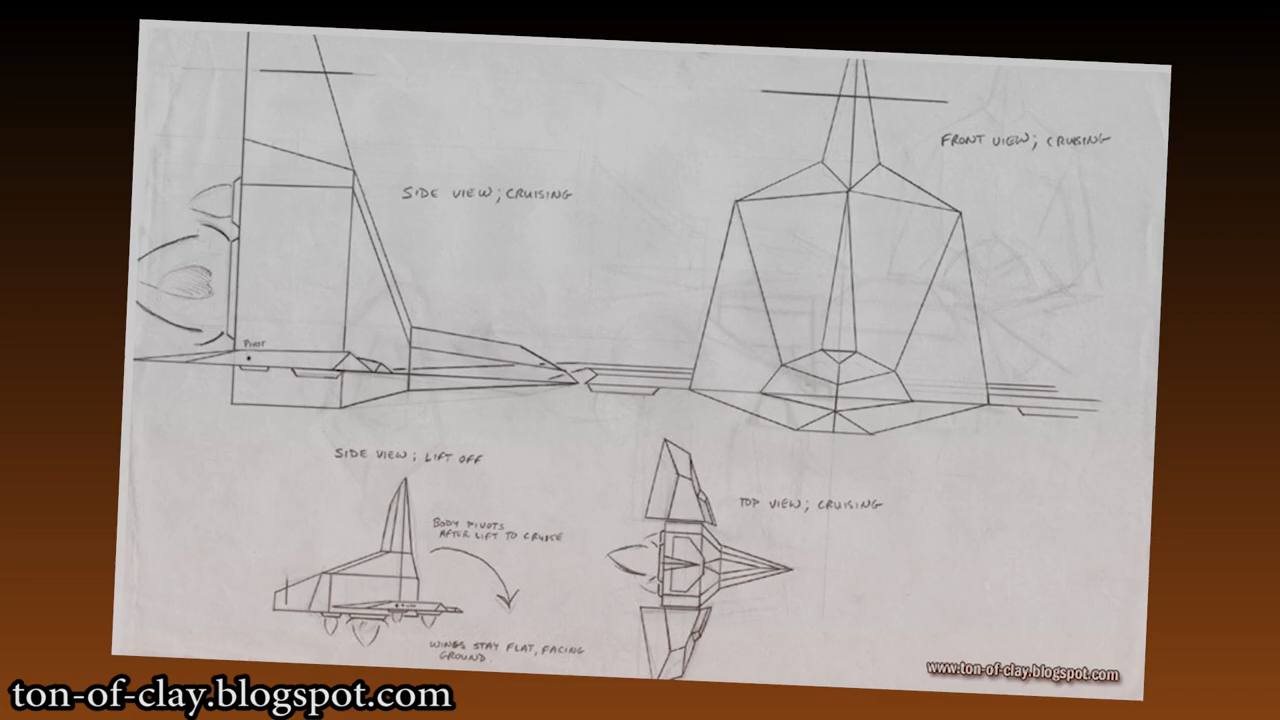 FRONT VIEW; CRUISING
SIDE VIEW; CRUISING
PIVOT
SIDE VIEW; LIFT OFF
TOP VIEW; CRUISING
BODY PIVOTS
AFTER LIFT TO CRUISE
WINGS STAY FLAT, FACING
GROUND.
www.ton-of-clay.blogspot.com
ton-of-clay.blogspot.com